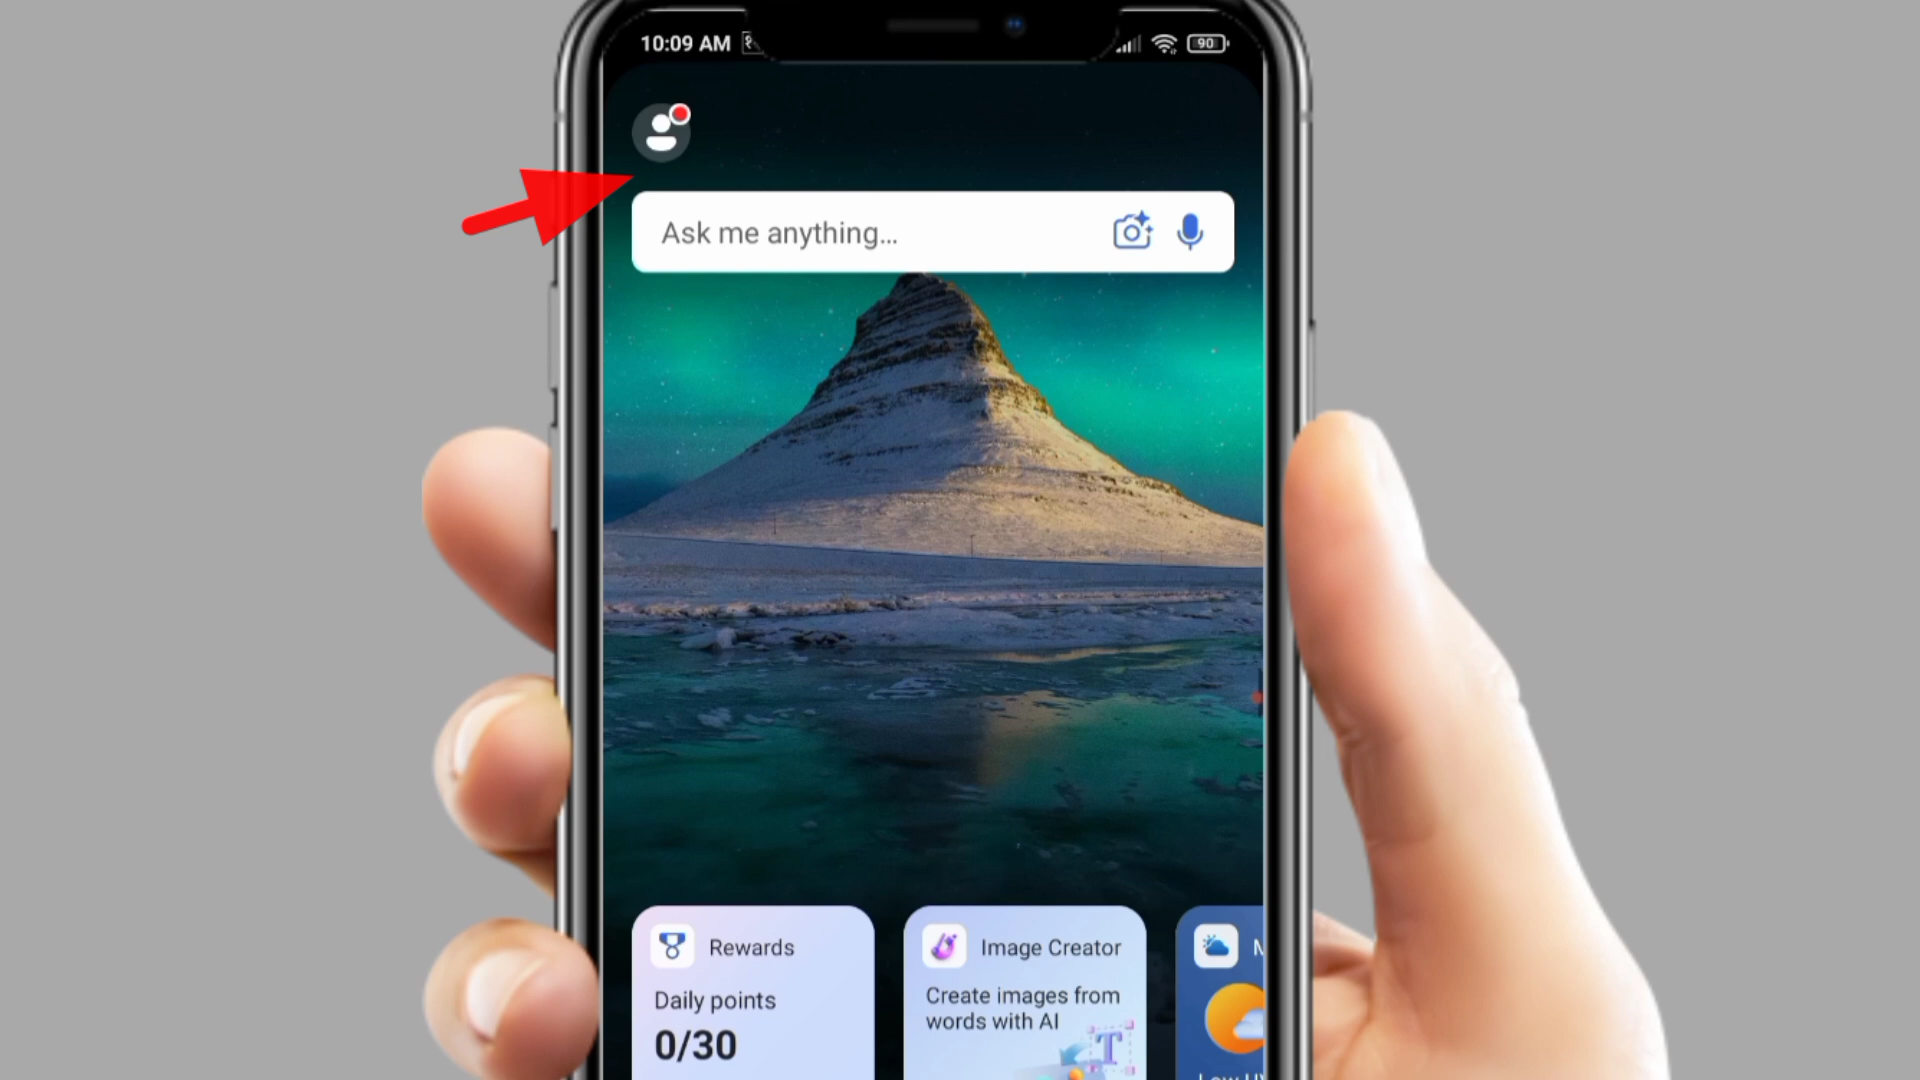 10:09 AM
90
Ask me anything...
Rewards
Image Creator
Daily points
0/30
Create images from
words with AI
T